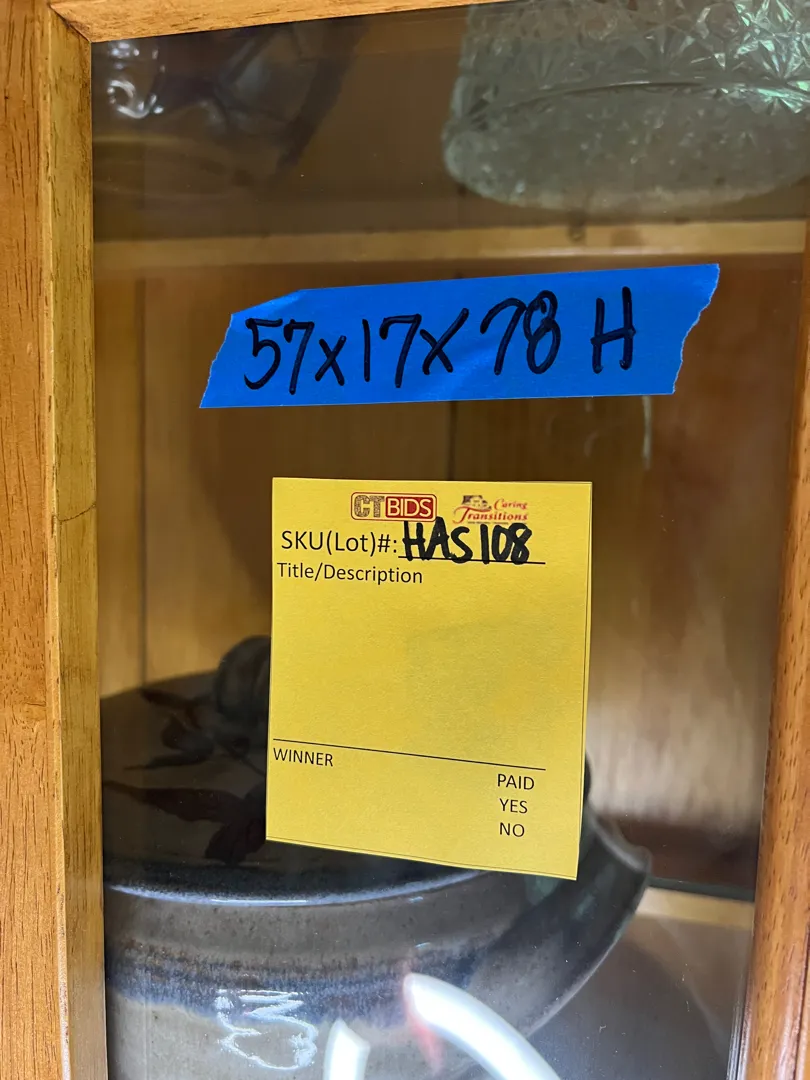 57x17x78 H
CTBIDS Caring Transitions
SKU(Lot)#: HAS108
Title/Description
WINNER
PAID
YES
NO